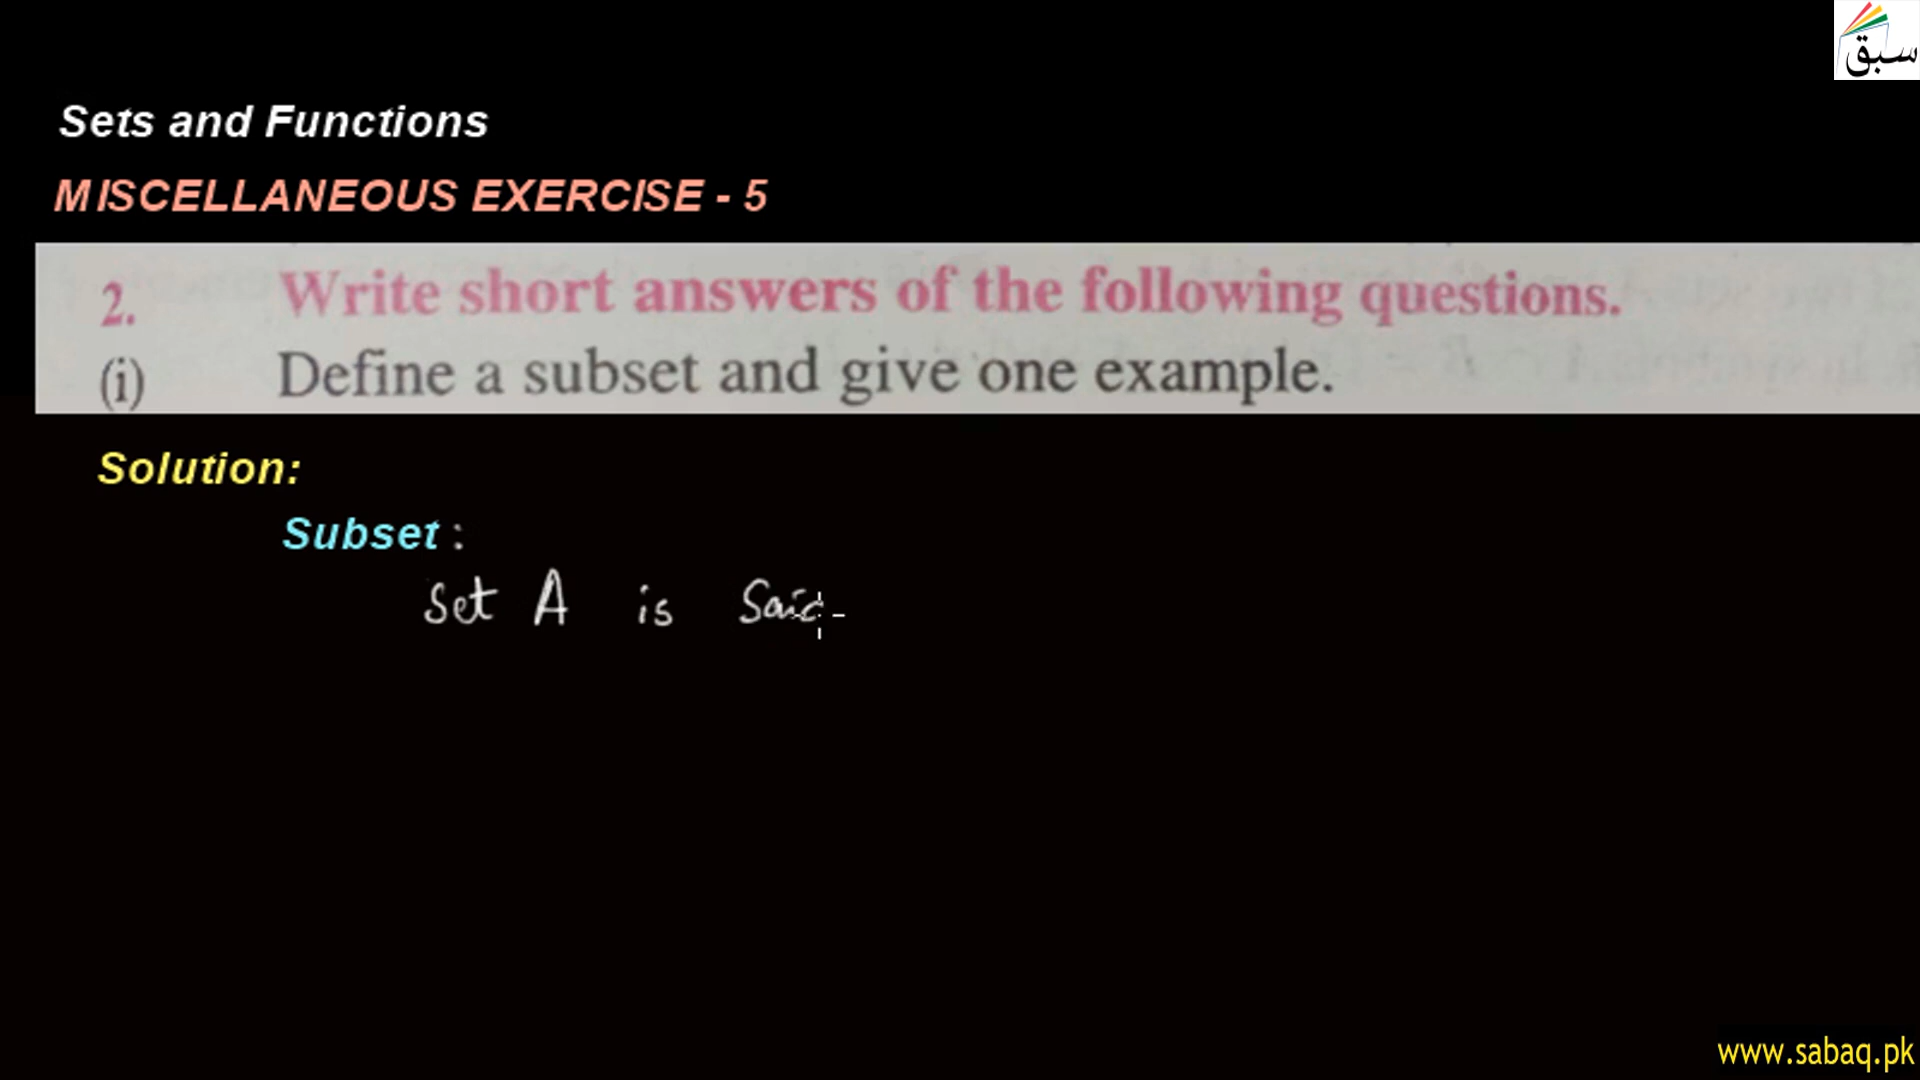 سبق
Sets and Functions
MISCELLANEOUS EXERCISE - 5
2. Write short answers of the following questions.
(i) Define a subset and give one example.
Solution:
Subset :
Set A is
www.sabaq.pk